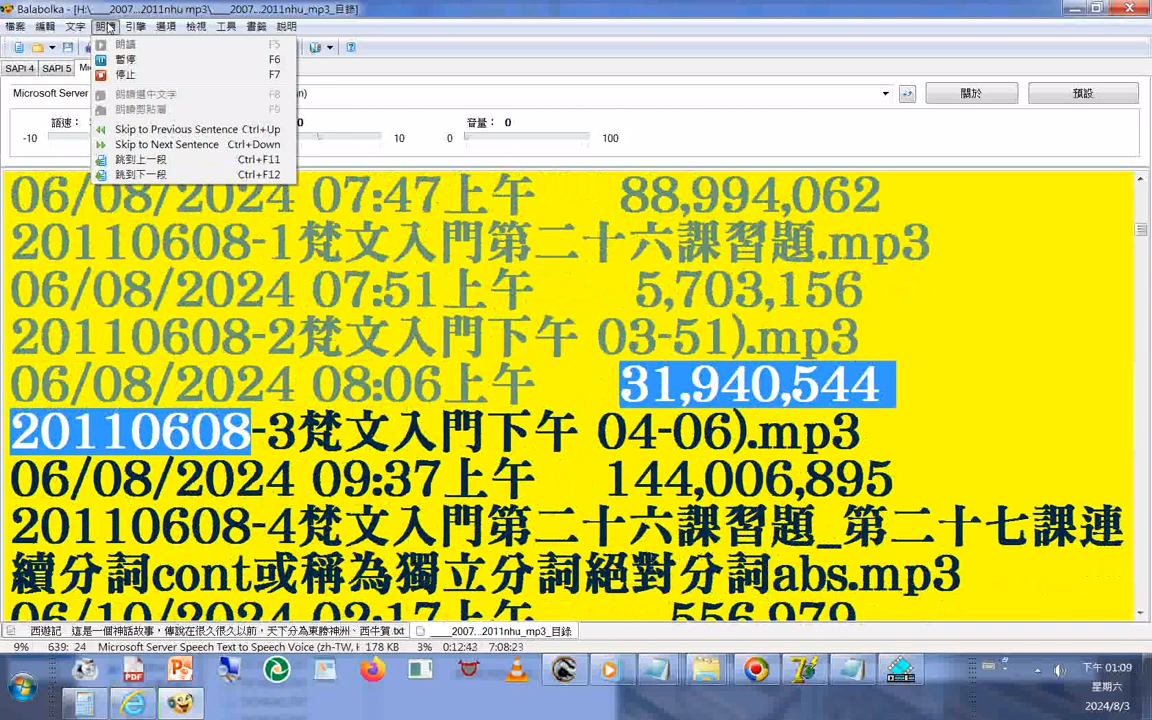 Balabolka - [H:\___2007...2011nhu mp3\___2007...2011nhu_mp3_目錄]
檔案 編輯 文字 朗讀 引擎 選項 檢視 工具 書籤 說明
朗讀 F5
暫停 F6
停止 F7
朗讀選中文字 F8
朗讀剪貼簿 F9
Skip to Previous Sentence Ctrl+Up
Skip to Next Sentence Ctrl+Down
跳到上一段 Ctrl+F11
跳到下一段 Ctrl+F12
SAPI 4 SAPI 5
Microsoft Server
關於 預設
語速: 0 音量: 0
-10 10 0 100
06/08/2024 07:47上午 88,994,062
20110608-1梵文入門第二十六課習題.mp3
06/08/2024 07:51上午 5,703,156
20110608-2梵文入門下午 03-51).mp3
06/08/2024 08:06上午 31,940,544
20110608-3梵文入門下午 04-06).mp3
06/08/2024 09:37上午 144,006,895
20110608-4梵文入門第二十六課習題_第二十七課連
續分詞cont或稱為獨立分詞絕對分詞abs.mp3
06/10/2024 02:17上午 556,979
西遊記 這是一個神話故事，傳說在很久很久以前，天下分為東勝神洲、西牛賀.txt ___2007...2011nhu_mp3_目錄
9% 639: 24 Microsoft Server Speech Text to Speech Voice (zh-TW, 178 KB 3% 0:12:43 7:08:23
下午 01:09
星期六
2024/8/3